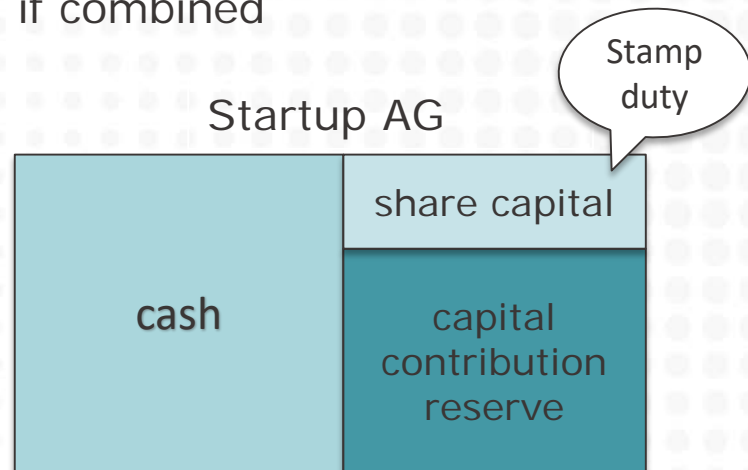 if combined
Stamp
duty
Startup AG
share capital
cash
capital
contribution
reserve